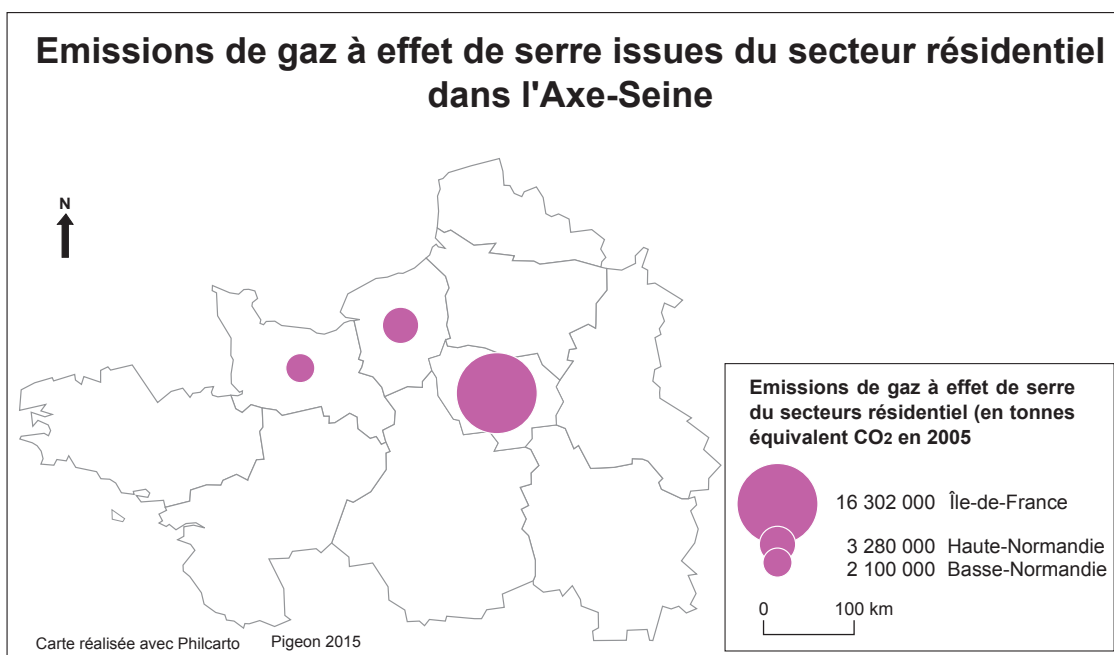 Emissions de gaz à effet de serre issues du secteur résidentiel
dans l'Axe-Seine
N
Emissions de gaz à effet de serre
du secteurs résidentiel (en tonnes
équivalent CO2 en 2005
16 302 000 Île-de-France
3 280 000 Haute-Normandie
2 100 000 Basse-Normandie
0 100 km
Carte réalisée avec Philcarto Pigeon 2015